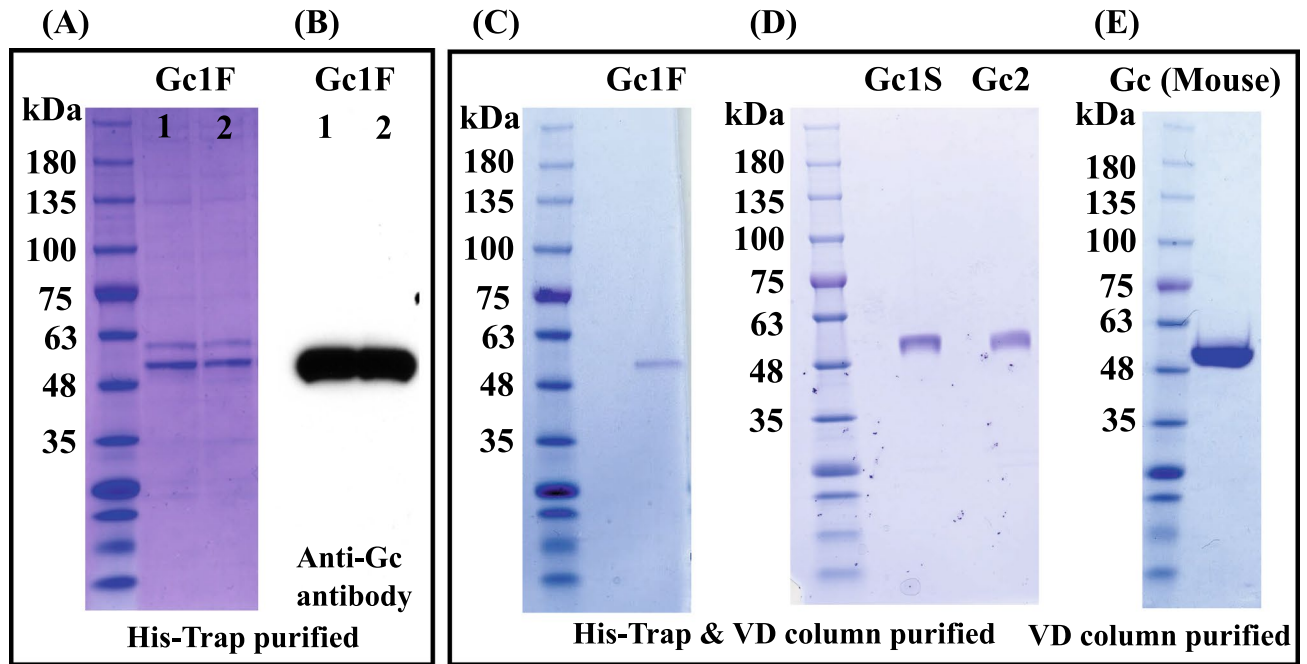 (A)
(B)
(C)
(D)
(E)
Gc1F
Gc1F
Gc1F
Gc1S
Gc2
Gc (Mouse)
kDa
1
2
1
2
180
135
100
75
63
48
35
Anti-Gc
antibody
His-Trap purified
kDa
180
135
100
75
63
48
35
kDa
180
135
100
75
63
48
35
His-Trap & VD column purified
kDa
180
135
100
75
63
48
35
VD column purified